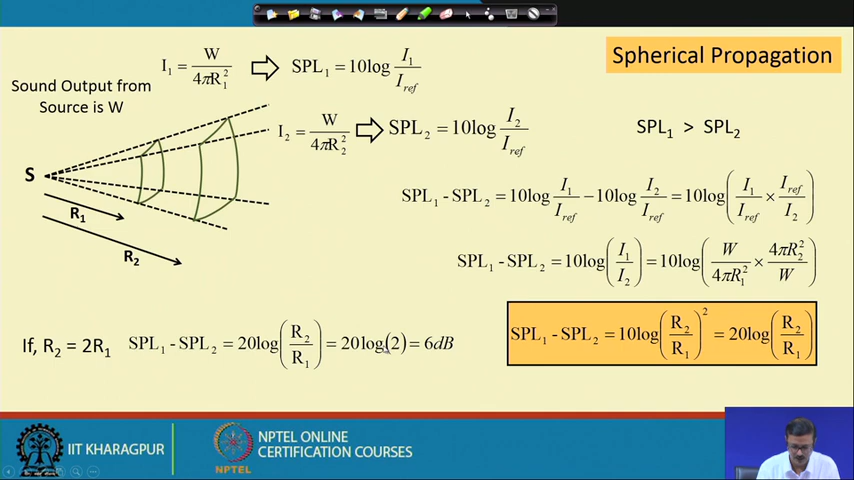 Spherical Propagation
I₁ = W / 4πR₁² ⇨ SPL₁ = 10log I₁ / I_ref
Sound Output from
Source is W
I₂ = W / 4πR₂² ⇨ SPL₂ = 10log I₂ / I_ref
SPL₁ > SPL₂
S
R₁
R₂
SPL₁ - SPL₂ = 10log I₁ / I_ref − 10log I₂ / I_ref = 10log( I₁ / I_ref × I_ref / I₂ )
SPL₁ - SPL₂ = 10log( I₁ / I₂ ) = 10log( W / 4πR₁² × 4πR₂² / W )
SPL₁ - SPL₂ = 10log( R₂ / R₁ )² = 20log( R₂ / R₁ )
If, R₂ = 2R₁ SPL₁ - SPL₂ = 20log( R₂ / R₁ ) = 20log(2) = 6dB
IIT KHARAGPUR
NPTEL
NPTEL ONLINE
CERTIFICATION COURSES